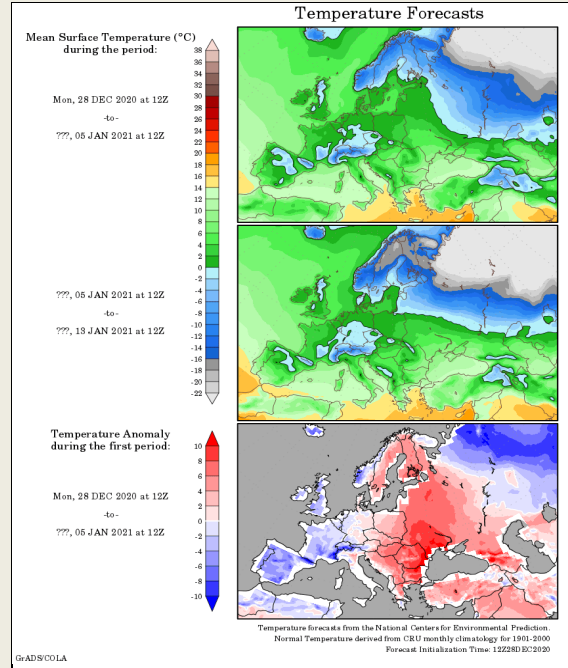 Temperature Forecasts
Mean Surface Temperature (°C)
during the period:
Mon, 28 DEC 2020 at 12Z
-to-
???, 05 JAN 2021 at 12Z
38
36
34
32
30
28
26
24
22
20
18
16
14
12
10
8
6
4
2
0
-2
-4
-6
-8
-10
-12
-14
-16
-18
-20
-22
???, 05 JAN 2021 at 12Z
-to-
???, 13 JAN 2021 at 12Z
Temperature Anomaly
during the first period:
Mon, 28 DEC 2020 at 12Z
-to-
???, 05 JAN 2021 at 12Z
10
8
6
4
2
0
-2
-4
-6
-8
-10
Temperature forecasts from the National Centers for Environmental Prediction.
Normal Temperature derived from CRU monthly climatology for 1901-2000
Forecast Initialization Time: 12Z28DEC2020
GrADS/COLA